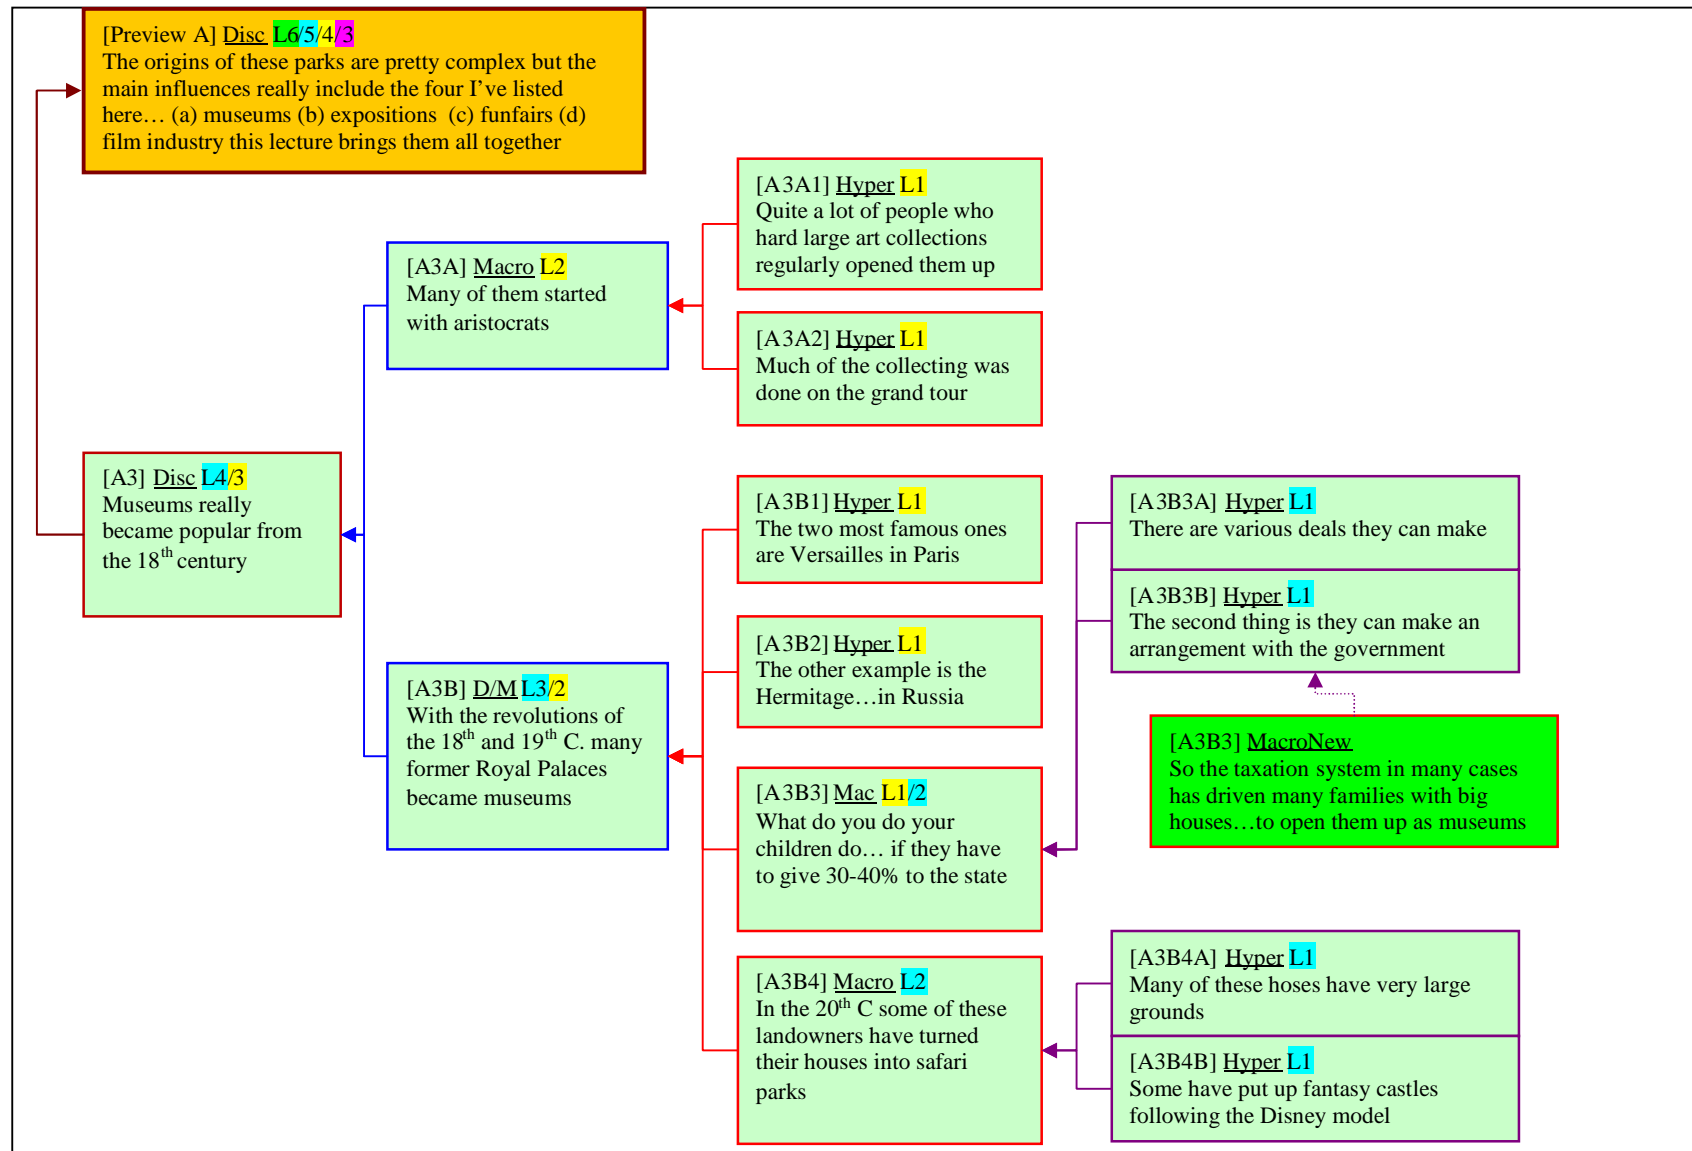 [Preview A] Disc L6/5/4/3
The origins of these parks are pretty complex but the
main influences really include the four I've listed
here… (a) museums (b) expositions  (c) funfairs (d)
film industry this lecture brings them all together
[A3] Disc L4/3
Museums really
became popular from
the 18th century
[A3A] Macro L2
Many of them started
with aristocrats
[A3A1] Hyper L1
Quite a lot of people who
hard large art collections
regularly opened them up
[A3A2] Hyper L1
Much of the collecting was
done on the grand tour
[A3B] D/M L3/2
With the revolutions of
the 18th and 19th C. many
former Royal Palaces
became museums
[A3B1] Hyper L1
The two most famous ones
are Versailles in Paris
[A3B2] Hyper L1
The other example is the
Hermitage…in Russia
[A3B3] Mac L1/2
What do you do your
children do… if they have
to give 30-40% to the state
[A3B3A] Hyper L1
There are various deals they can make
[A3B3B] Hyper L1
The second thing is they can make an
arrangement with the government
[A3B3] MacroNew
So the taxation system in many cases
has driven many families with big
houses…to open them up as museums
[A3B4] Macro L2
In the 20th C some of these
landowners have turned
their houses into safari
parks
[A3B4A] Hyper L1
Many of these hoses have very large
grounds
[A3B4B] Hyper L1
Some have put up fantasy castles
following the Disney model